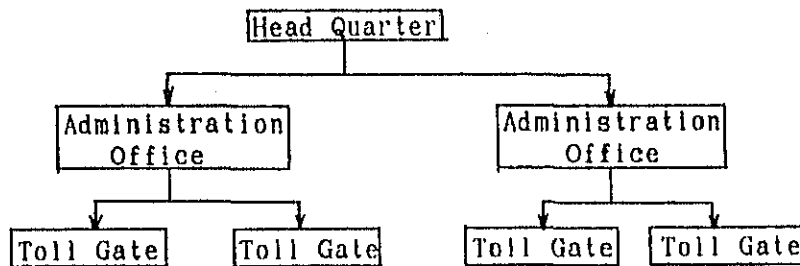 Head Quarter
Administration
Office
Administration
Office
Toll Gate
Toll Gate
Toll Gate
Toll Gate